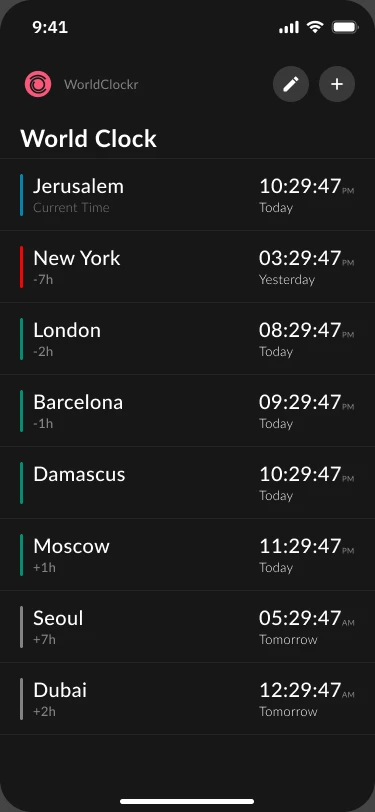 9:41
WorldClockr
World Clock
Jerusalem 10:29:47 PM
Current Time Today
New York 03:29:47 PM
-7h Yesterday
London 08:29:47 PM
-2h Today
Barcelona 09:29:47 PM
-1h Today
Damascus 10:29:47 PM
Today
Moscow 11:29:47 PM
+1h Today
Seoul 05:29:47 AM
+7h Tomorrow
Dubai 12:29:47 AM
+2h Tomorrow